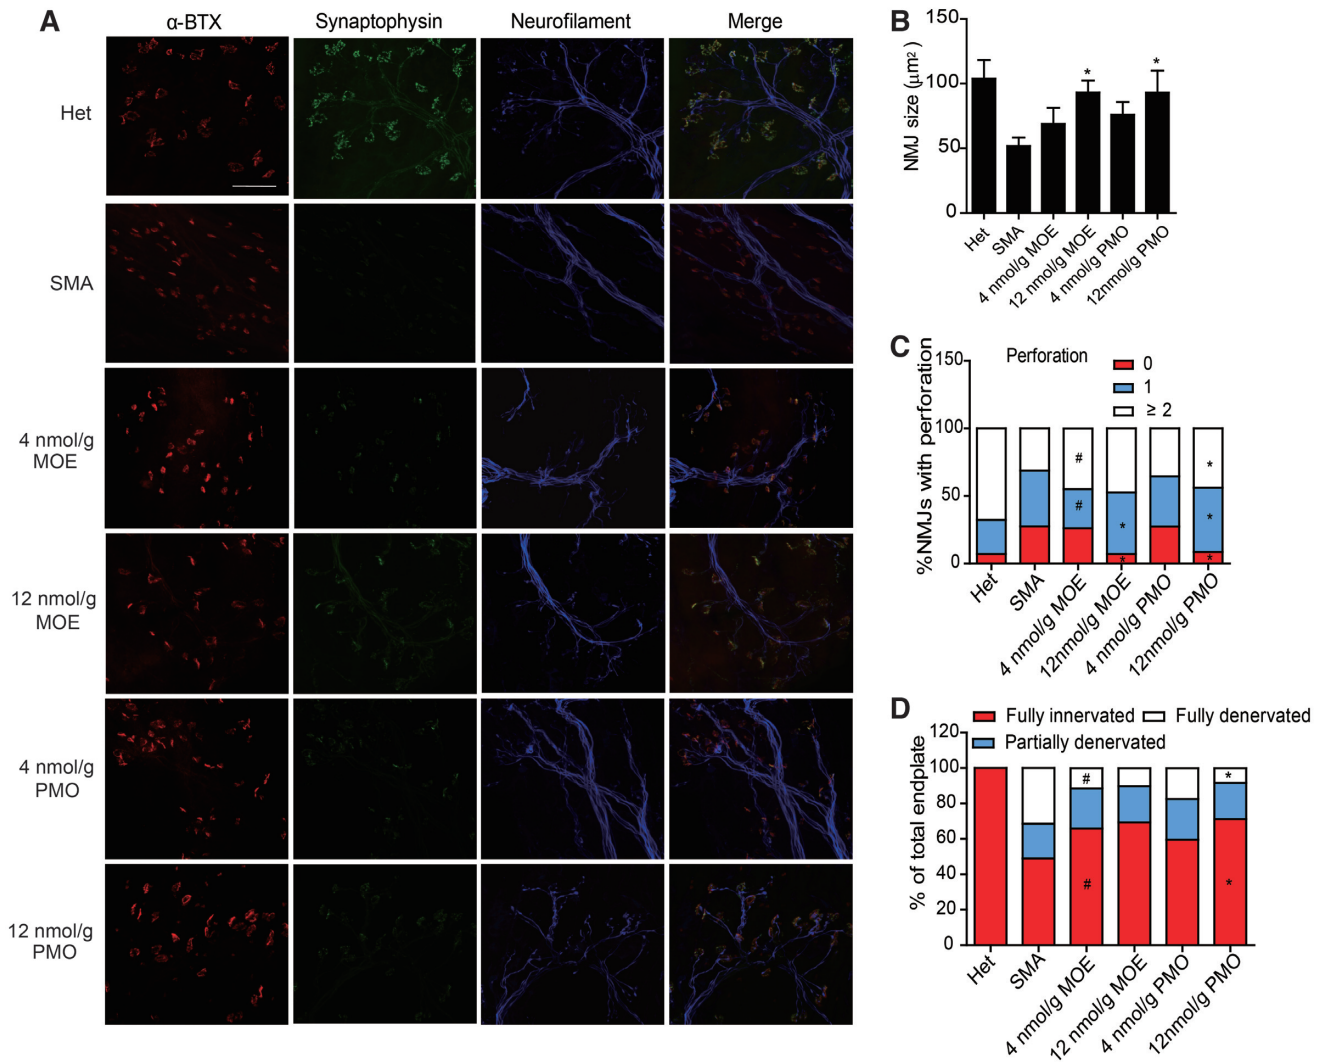 A
α-BTX
Synaptophysin
Neurofilament
Merge
Het
SMA
4 nmol/g
MOE
12 nmol/g
MOE
4 nmol/g
PMO
12 nmol/g
PMO
B
NMJ size (μm²)
150
100
50
0
*
*
Het
SMA
4 nmol/g MOE
12 nmol/g MOE
4 nmol/g PMO
12nmol/g PMO
C
%NMJs with perforation
Perforation
0
1
≥ 2
150
100
50
0
#
#
*
*
*
*
*
Het
SMA
4 nmol/g MOE
12nmol/g MOE
4 nmol/g PMO
12nmol/g PMO
D
Fully innervated
Fully denervated
Partially denervated
% of total endplate
120
100
80
60
40
20
0
#
#
*
*
Het
SMA
4 nmol/g MOE
12 nmol/g MOE
4 nmol/g PMO
12nmol/g PMO